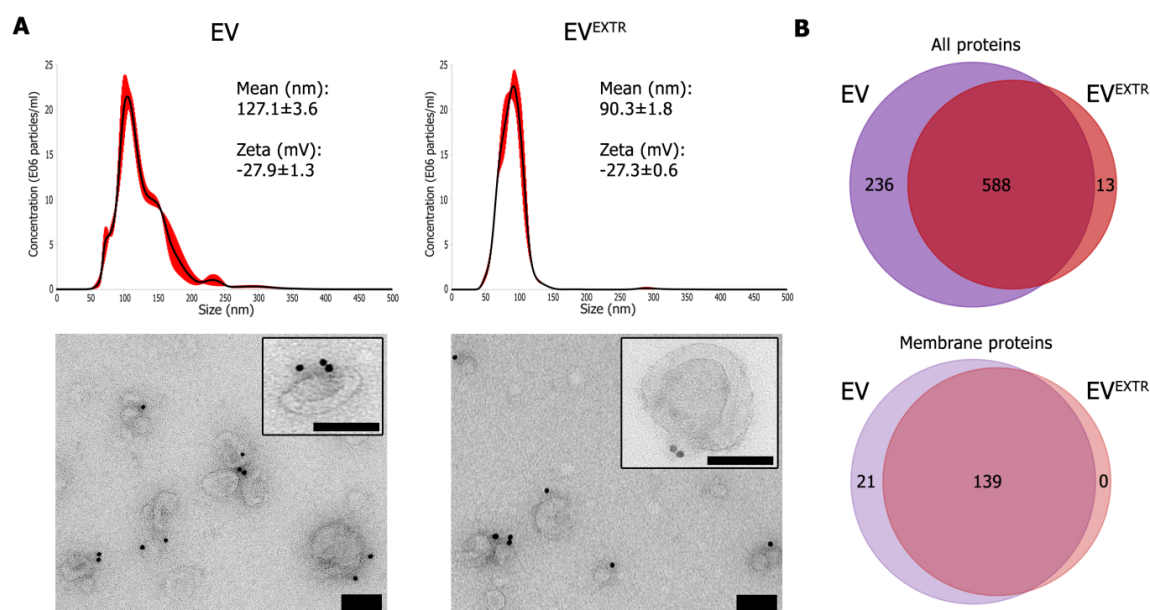 A
EV
Concentration (E06 particles/ml)
25
20
15
10
5
0
0 50 100 150 200 250 300 350 400 450 500
Size (nm)
Mean (nm):
127.1±3.6
Zeta (mV):
-27.9±1.3
EV^EXTR
Concentration (E06 particles/ml)
25
20
15
10
5
0
0 50 100 150 200 250 300 350 400 450 500
Size (nm)
Mean (nm):
90.3±1.8
Zeta (mV):
-27.3±0.6
B
All proteins
EV
EV^EXTR
236 588 13
Membrane proteins
EV
EV^EXTR
21 139 0